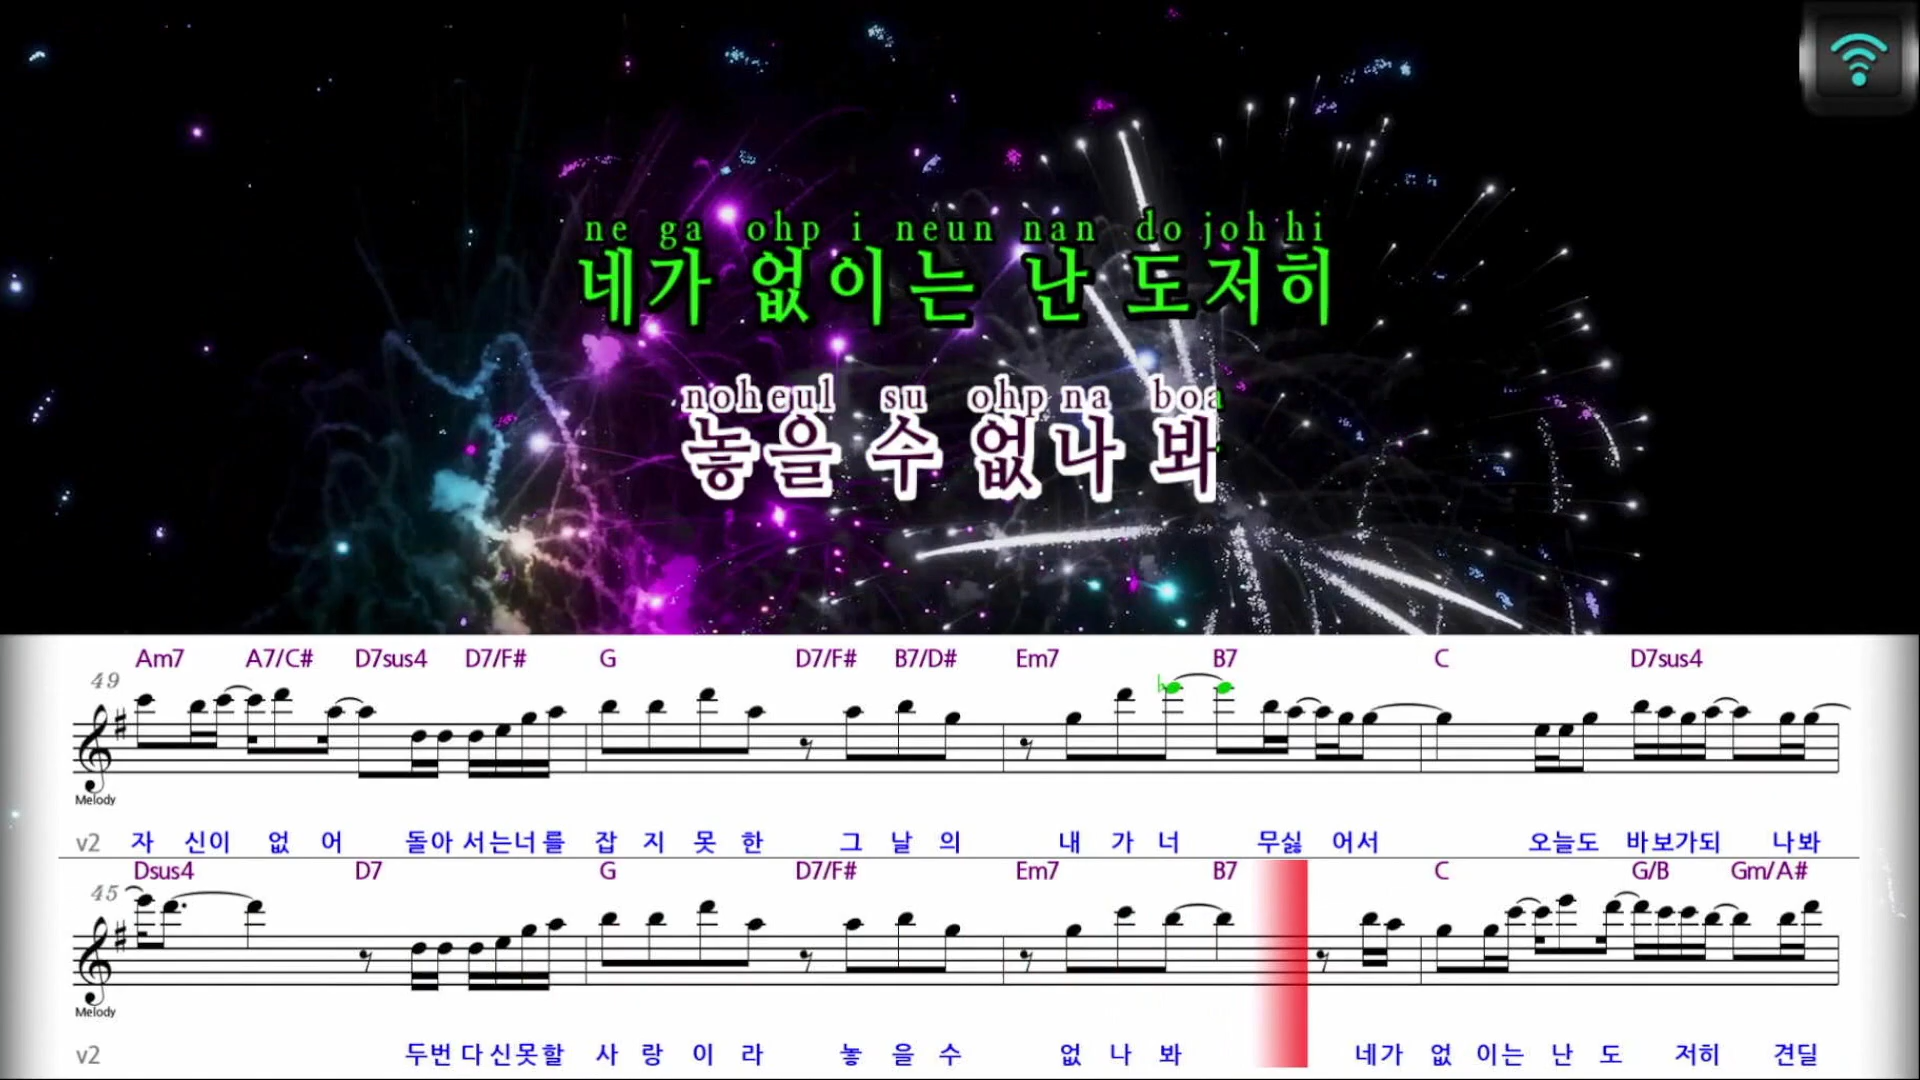 ne ga ohp i neun nan do joh hi
네가 없이는 난 도저히
noheul su ohp na boa
놓을 수 없나 봐
Am7 A7/C# D7sus4 D7/F# G D7/F# B7/D# Em7 B7 C D7sus4
49
Melody
v2 자 신이 없 어 돌아 서는너를 잡 지 못 한 그 날 의 내 가 너 무싫 어서 오늘도 바보가되 나봐
Dsus4 D7 G D7/F# Em7 B7 C G/B Gm/A#
45
Melody
v2 두번 다신못할 사 랑 이 라 놓 을 수 없 나 봐 네가 없 이는 난 도 저히 견딜